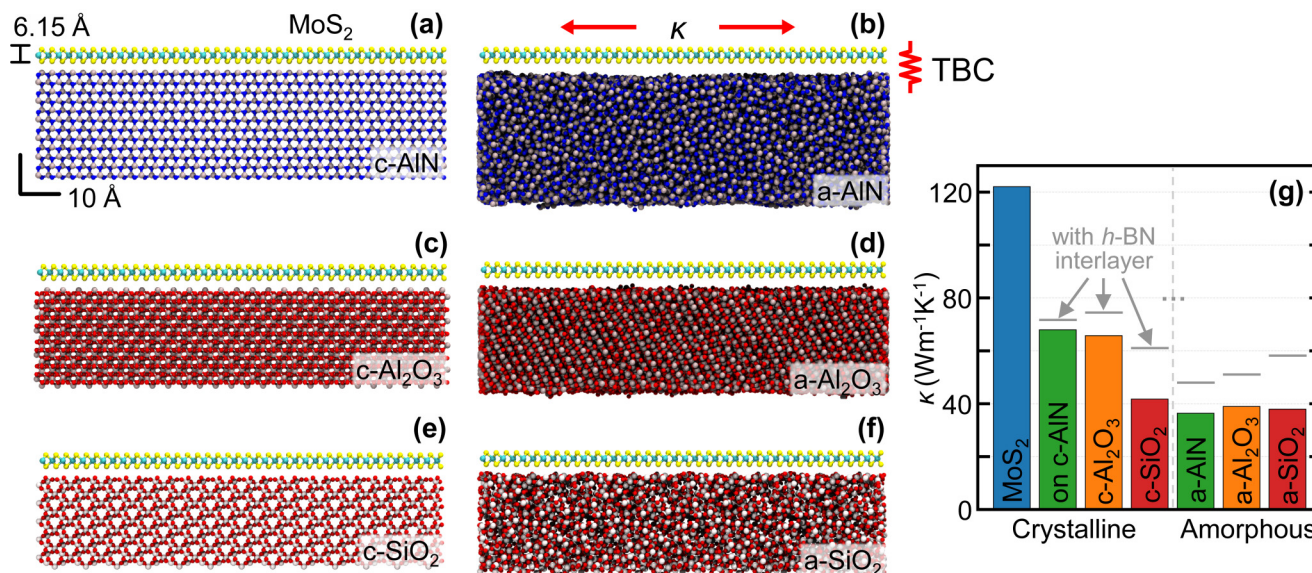 6.15 Å
MoS₂
(a)
c-AlN
10 Å
κ
(b)
TBC
a-AlN
(c)
c-Al₂O₃
(d)
a-Al₂O₃
(e)
c-SiO₂
(f)
a-SiO₂
(g)
κ (Wm⁻¹K⁻¹)
120
80
40
0
with h-BN
interlayer
...
MoS₂
on c-AlN
c-Al₂O₃
c-SiO₂
a-AlN
a-Al₂O₃
a-SiO₂
Crystalline
Amorphous